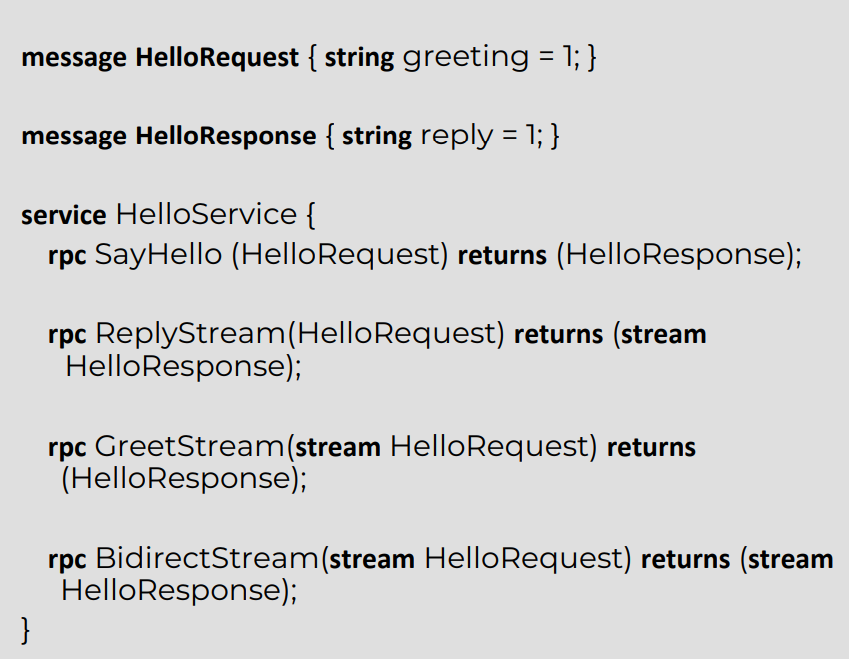 message HelloRequest { string greeting = 1; }
message HelloResponse { string reply = 1; }
service HelloService {
rpc SayHello (HelloRequest) returns (HelloResponse);
rpc ReplyStream(HelloRequest) returns (stream
HelloResponse);
rpc GreetStream(stream HelloRequest) returns
(HelloResponse);
rpc BidirectStream(stream HelloRequest) returns (stream
HelloResponse);
}